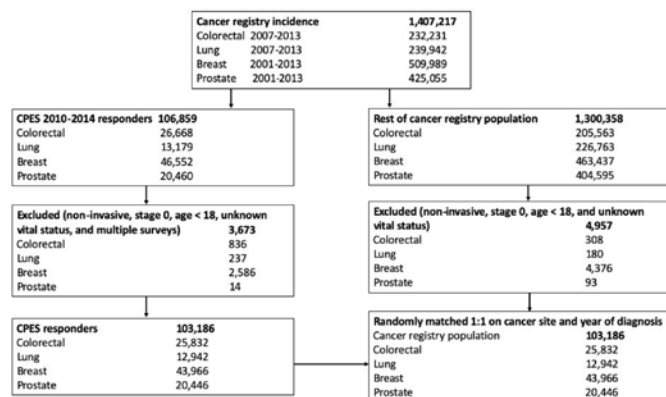 Cancer registry incidence 1,407,217
Colorectal 2007-2013 232,231
Lung 2007-2013 239,942
Breast 2001-2013 509,989
Prostate 2001-2013 425,055
CPES 2010-2014 responders 106,859
Colorectal 26,668
Lung 13,179
Breast 46,552
Prostate 20,460
Rest of cancer registry population 1,300,358
Colorectal 205,563
Lung 226,763
Breast 463,437
Prostate 404,595
Excluded (non-invasive, stage 0, age < 18, unknown
vital status, and multiple surveys) 3,673
Colorectal 836
Lung 237
Breast 2,586
Prostate 14
Excluded (non-invasive, stage 0, age < 18, and unknown
vital status) 4,957
Colorectal 308
Lung 180
Breast 4,376
Prostate 93
CPES responders 103,186
Colorectal 25,832
Lung 12,942
Breast 43,966
Prostate 20,446
Randomly matched 1:1 on cancer site and year of diagnosis
Cancer registry population 103,186
Colorectal 25,832
Lung 12,942
Breast 43,966
Prostate 20,446